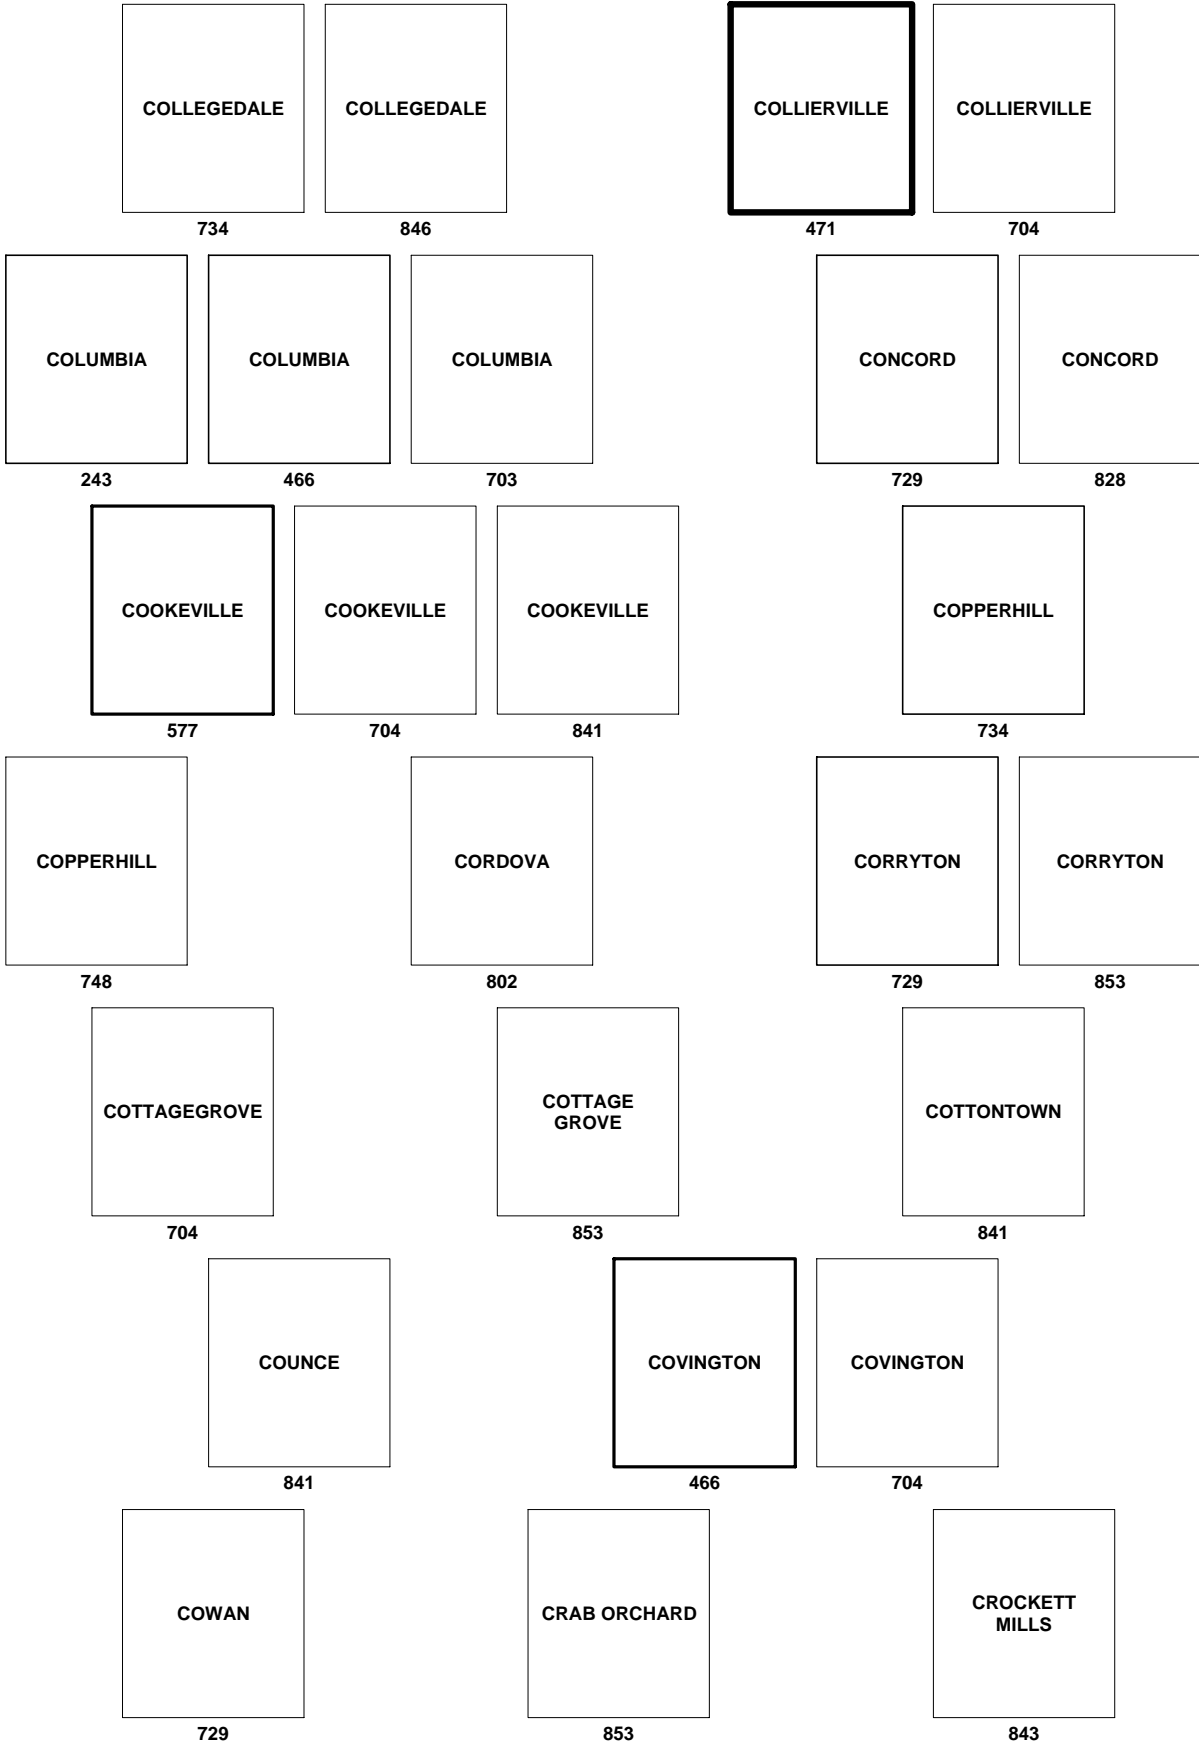 COLLEGEDALE
COLLEGEDALE
COLLIERVILLE
COLLIERVILLE
734
846
471
704
COLUMBIA
COLUMBIA
COLUMBIA
CONCORD
CONCORD
243
466
703
729
828
COOKEVILLE
COOKEVILLE
COOKEVILLE
COPPERHILL
577
704
841
734
COPPERHILL
CORDOVA
CORRYTON
CORRYTON
748
802
729
853
COTTAGEGROVE
COTTAGE
GROVE
COTTONTOWN
704
853
841
COUNCE
COVINGTON
COVINGTON
841
466
704
COWAN
CRAB ORCHARD
CROCKETT
MILLS
729
853
843